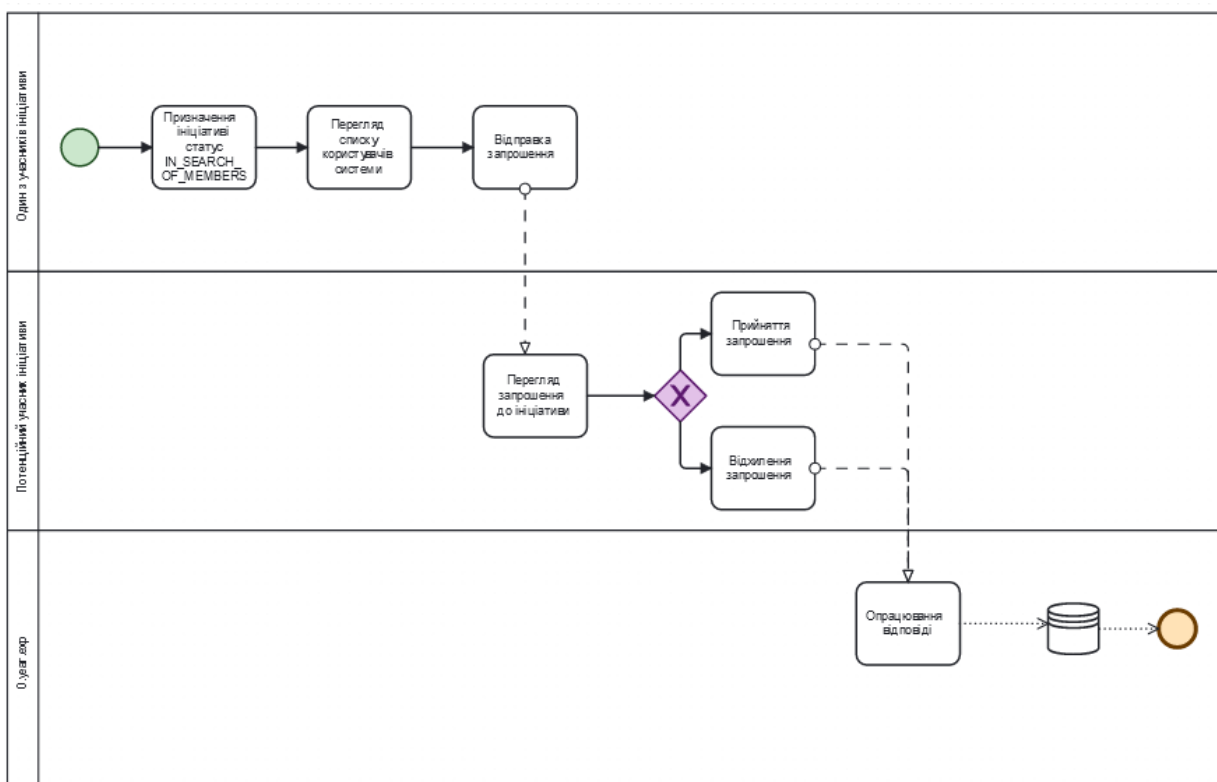 Один з учасників ініціативи
Призначення
ініціативі
статус
IN_SEARCH_
OF_MEMBERS
Перегляд
списку
користувачів
системи
Відправка
запрошення
Потенційний учасник ініціативи
Перегляд
запрошення
до ініціативи
X
Прийняття
запрошення
Відхилення
запрошення
0.year.exp
Опрацювання
відповіді